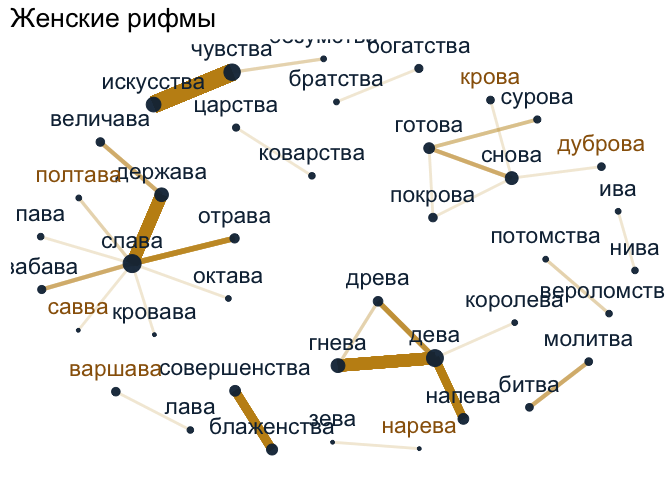 Женские рифмы
чувства
богатства
искусства
братства
крова
сурова
величава
царства
готова
коварства
снова
дуброва
полтава
держава
покрова
ива
пава
отрава
слава
потомства
нива
забава
октава
древа
вероломств
савва
кровава
королева
гнева
дева
молитва
варшава
совершенства
напева
битва
лава
блаженства
зева
нарева